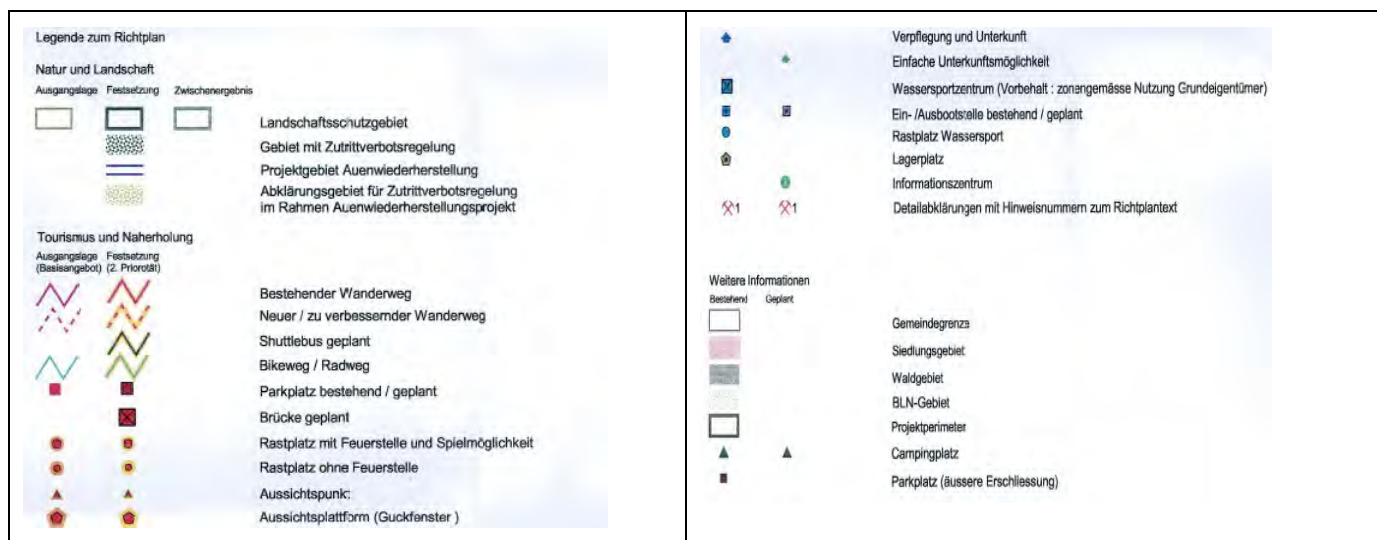 Legende zum Richtplan
Natur und Landschaft
Ausgangslage Festsetzung Zwischenergebnis
Landschaftsschutzgebiet
Gebiet mit Zutrittverbotsregelung
Projektgebiet Auenwiederherstellung
Abklärungsgebiet für Zutrittverbotsregelung
im Rahmen Auenwiederherstellungsprojekt
Tourismus und Naherholung
Ausgangslage Festsetzung
(Basisangebot) (2. Priorotät)
Bestehender Wanderweg
Neuer / zu verbessernder Wanderweg
Shuttlebus geplant
Bikeweg / Radweg
Parkplatz bestehend / geplant
Brücke geplant
Rastplatz mit Feuerstelle und Spielmöglichkeit
Rastplatz ohne Feuerstelle
Aussichtspunk:
Aussichtsplattform (Guckfenster )
Verpflegung und Unterkunft
Einfache Unterkunftsmöglichkeit
Wassersportzentrum (Vorbehalt : zonengemässe Nutzung Grundeigentümer)
Ein- /Ausbootstelle bestehend / geplant
Rastplatz Wassersport
Lagerplatz
Informationszentrum
1 1 Detailabklärungen mit Hinweisnummern zum Richtplantext
Weitere Informationen
Bestehend Geplant
Gemeindegrenze
Siedlungsgebiet
Waldgebiet
BLN-Gebiet
Projektperimeter
Campingplatz
Parkplatz (äussere Erschliessung)